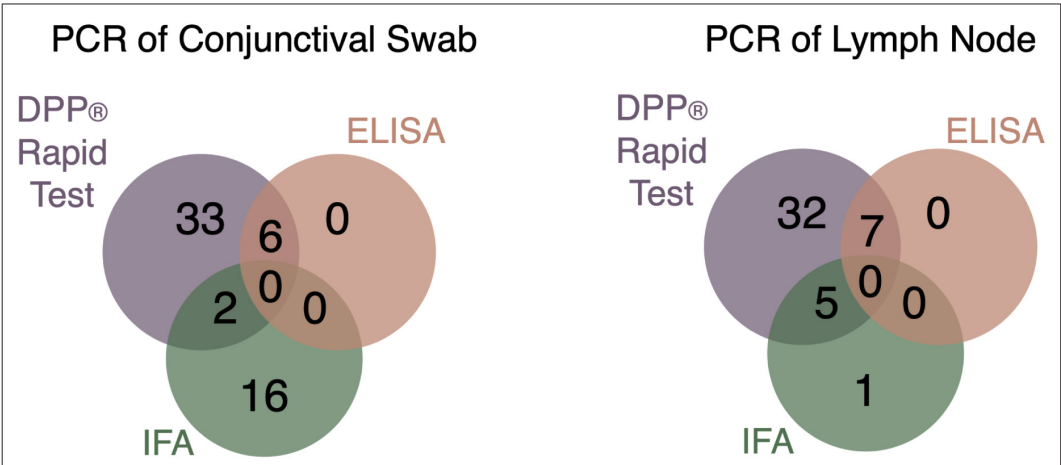 PCR of Conjunctival Swab
DPP®
Rapid
Test
ELISA
33
6
0
0
2
0
16
IFA
PCR of Lymph Node
DPP®
Rapid
Test
ELISA
32
7
0
0
5
0
1
IFA